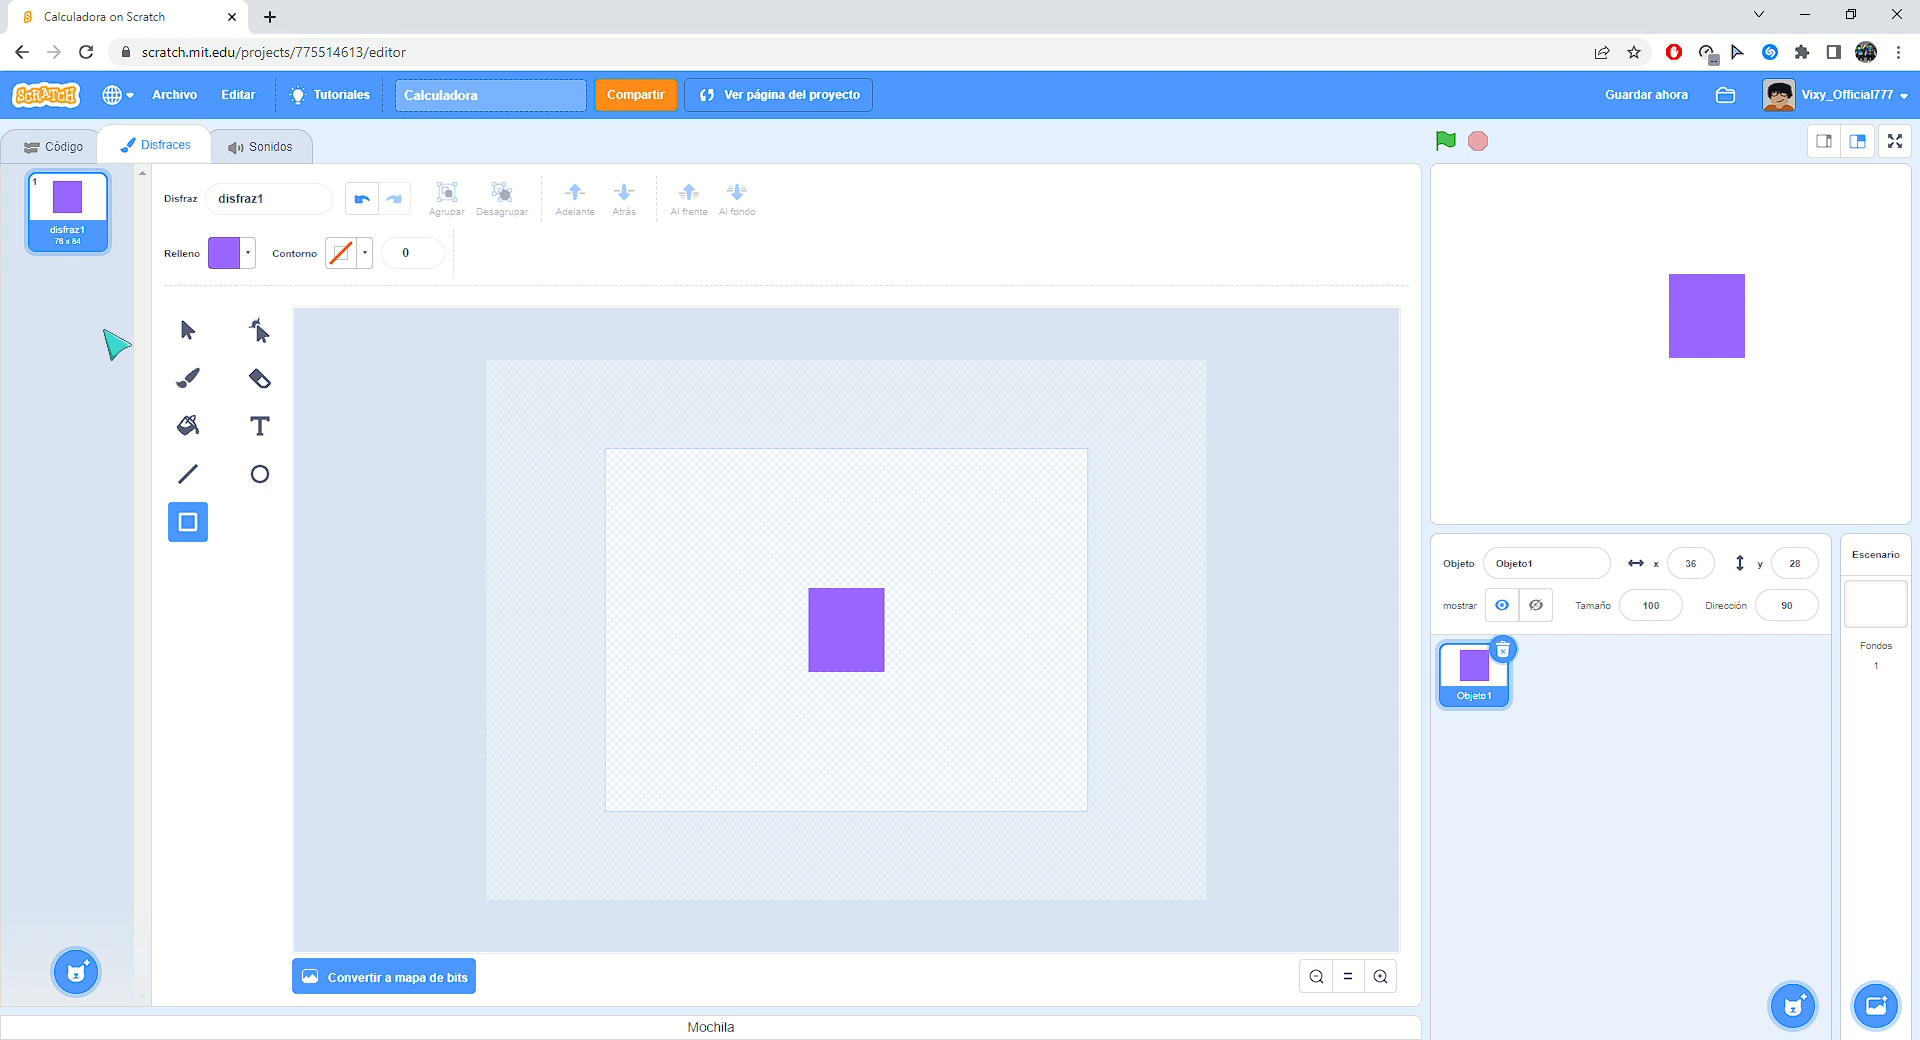 Calculadora on Scratch
scratch.mit.edu/projects/775514613/editor
SCRATCH
Archivo
Editar
Tutoriales
Calculadora
Compartir
Ver página del proyecto
Guardar ahora
Vixy_Official777
Código
Disfraces
Sonidos
1
disfraz1
76 x 84
Disfraz
disfraz1
Agrupar
Desagrupar
Adelante
Atrás
Al frente
Al fondo
Relleno
Contorno
0
T
Convertir a mapa de bits
=
Mochila
Objeto
Objeto1
x
36
y
28
mostrar
Tamaño
100
Dirección
90
Objeto1
Escenario
Fondos
1